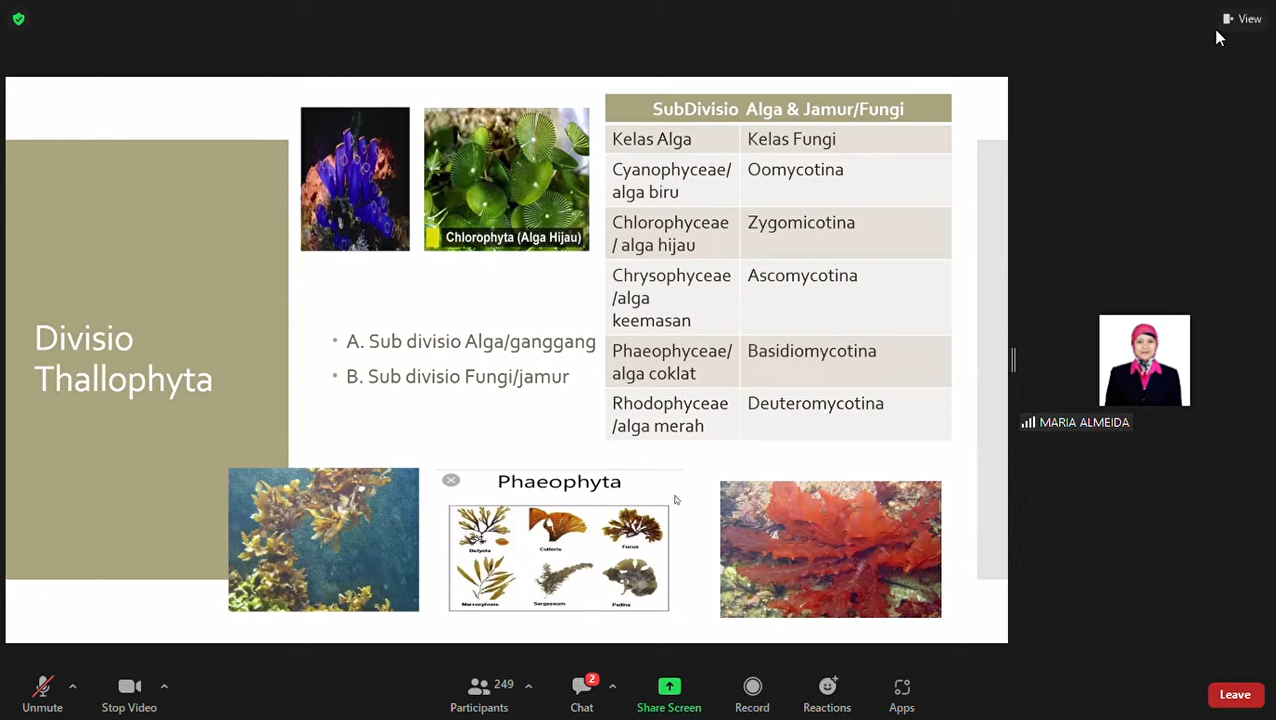 View
SubDivisio Alga & Jamur/Fungi
Kelas Alga
Kelas Fungi
Cyanophyceae/
alga biru
Oomycotina
Chlorophyceae
/ alga hijau
Zygomicotina
Chrysophyceae
/alga
keemasan
Ascomycotina
Phaeophyceae/
alga coklat
Basidiomycotina
Rhodophyceae
/alga merah
Deuteromycotina
Chlorophyta (Alga Hijau)
Divisio
Thallophyta
• A. Sub divisio Alga/ganggang
• B. Sub divisio Fungi/jamur
Phaeophyta
Fucus
Sargassum
Padina
MARIA ALMEIDA
Unmute
Stop Video
249
Participants
2
Chat
Share Screen
Record
Reactions
Apps
Leave